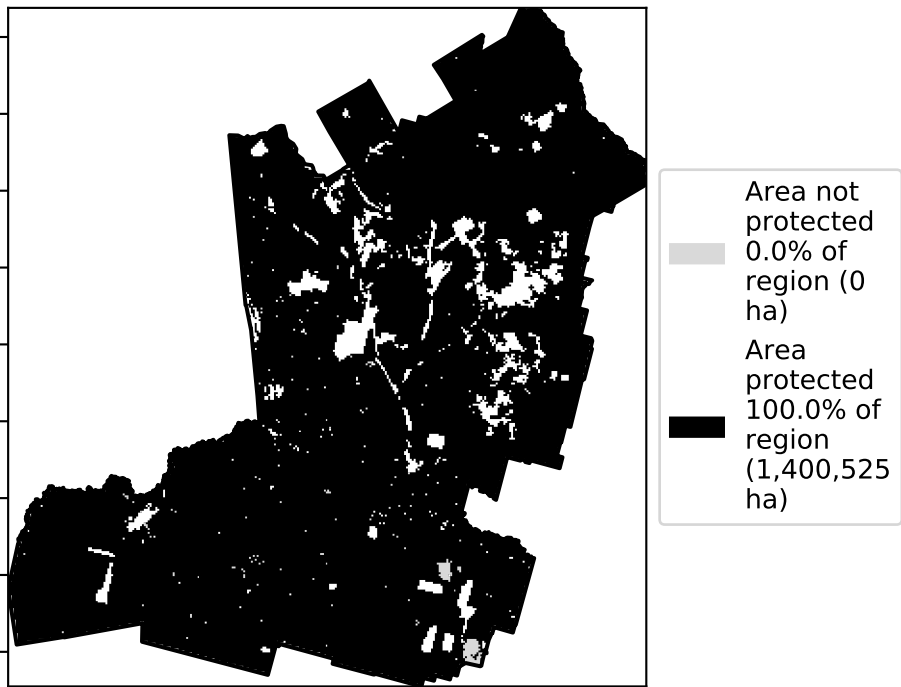 Area not
protected
0.0% of
region (0
ha)
Area
protected
100.0% of
region
(1,400,525
ha)